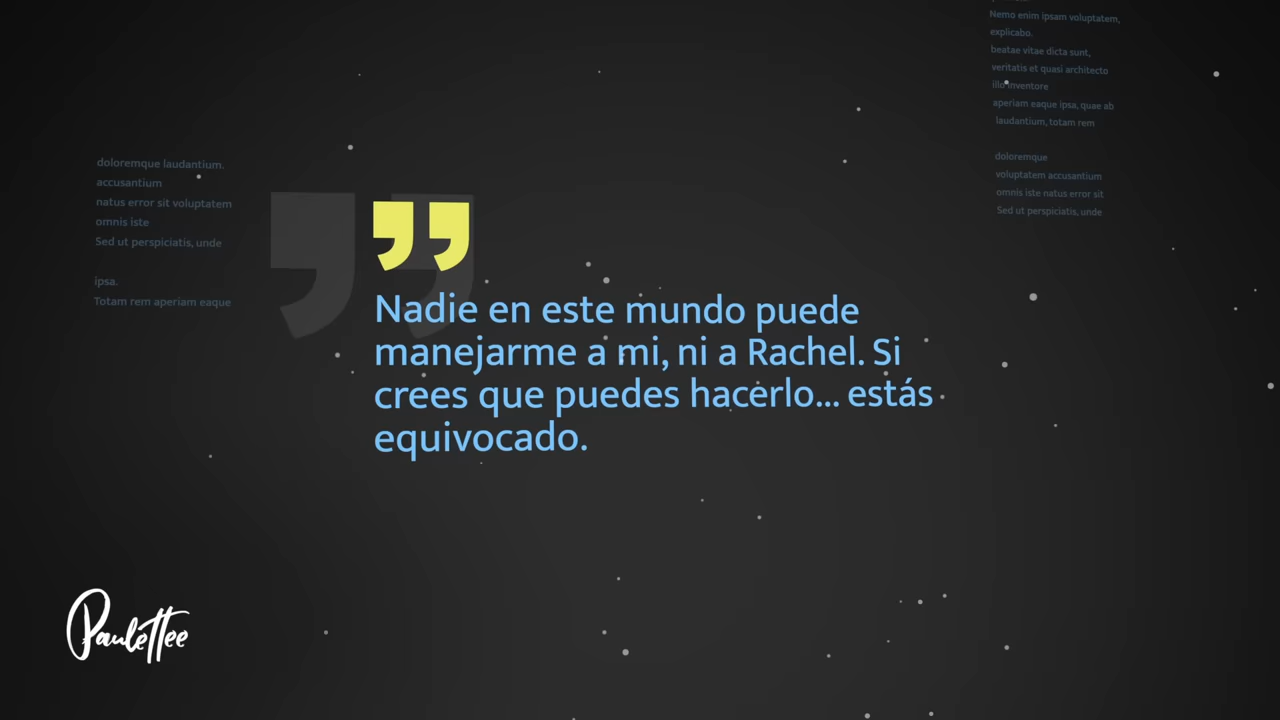 Nemo enim ipsam voluptatem,
explicabo.
beatae vitae dicta sunt,
veritatis et quasi architecto
illo inventore
aperiam eaque ipsa, quae ab
laudantium, totam rem
doloremque
voluptatem accusantium
omnis iste natus error sit
Sed ut perspiciatis, unde
doloremque laudantium.
accusantium
natus error sit voluptatem
omnis iste
Sed ut perspiciatis, unde
ipsa.
Totam rem aperiam eaque
”
Nadie en este mundo puede
manejarme a mi, ni a Rachel. Si
crees que puedes hacerlo... estás
equivocado.
Paulettee